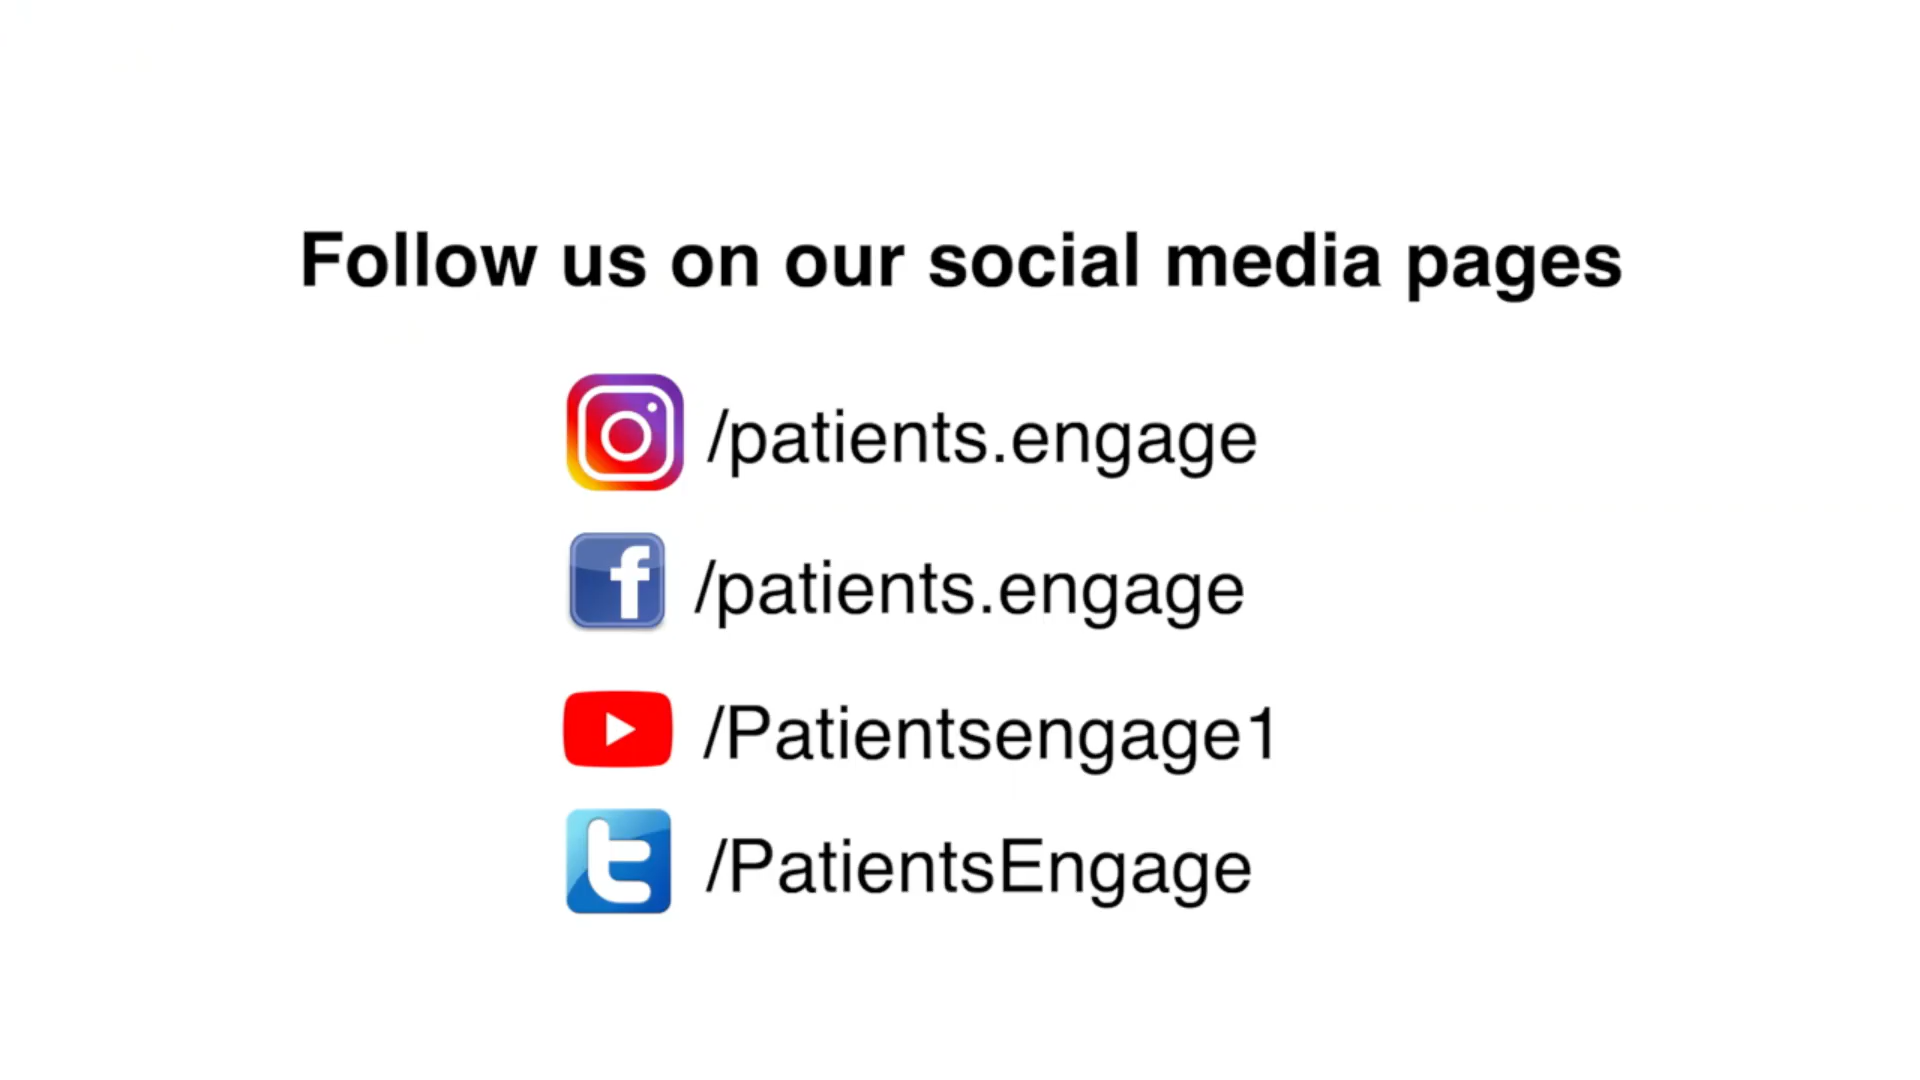 Follow us on our social media pages
/patients.engage
/patients.engage
/Patientsengage1
/PatientsEngage